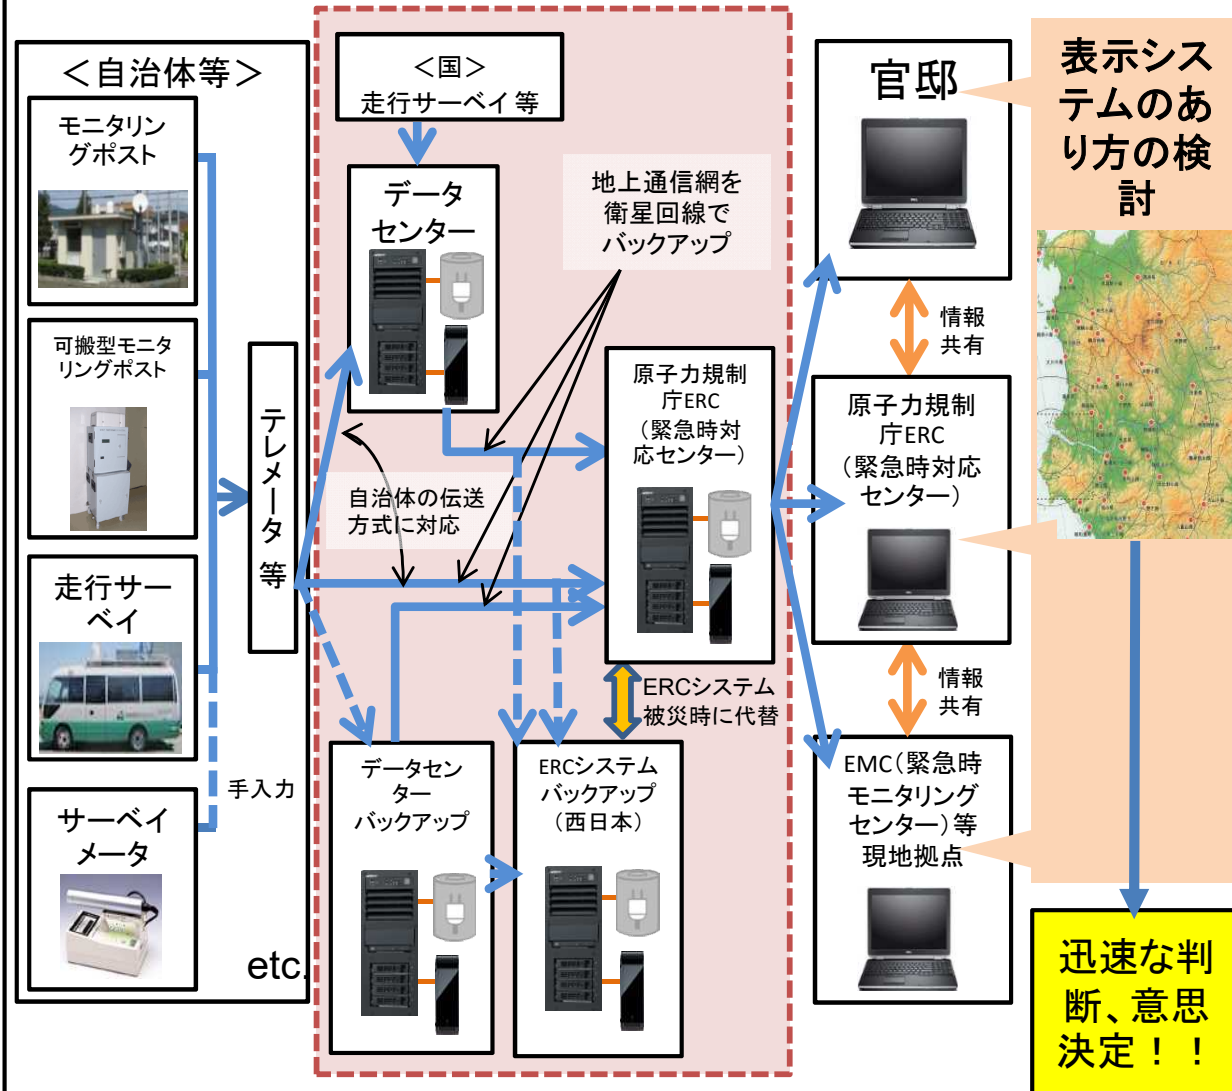 ＜自治体等＞
モニタリン
グポスト
可搬型モニタ
リングポスト
走行サー
ベイ
手入力
サーベイ
メータ
etc.
テレメータ 等
＜国＞
走行サーベイ 等
データ
センター
地上通信網を
衛星回線で
バックアップ
自治体の伝送
方式に対応
原子力規制
庁ERC
（緊急時対
応センター）
ERCシステム
被災時に代替
データセン
ター
バックアップ
ERCシステム
バックアップ
（西日本）
官邸
情報
共有
原子力規制
庁ERC
（緊急時対応
センター）
情報
共有
EMC（緊急時
モニタリング
センター）等
現地拠点
表示シス
テムのあ
り方の検
討
迅速な判
断、意思
決定！！